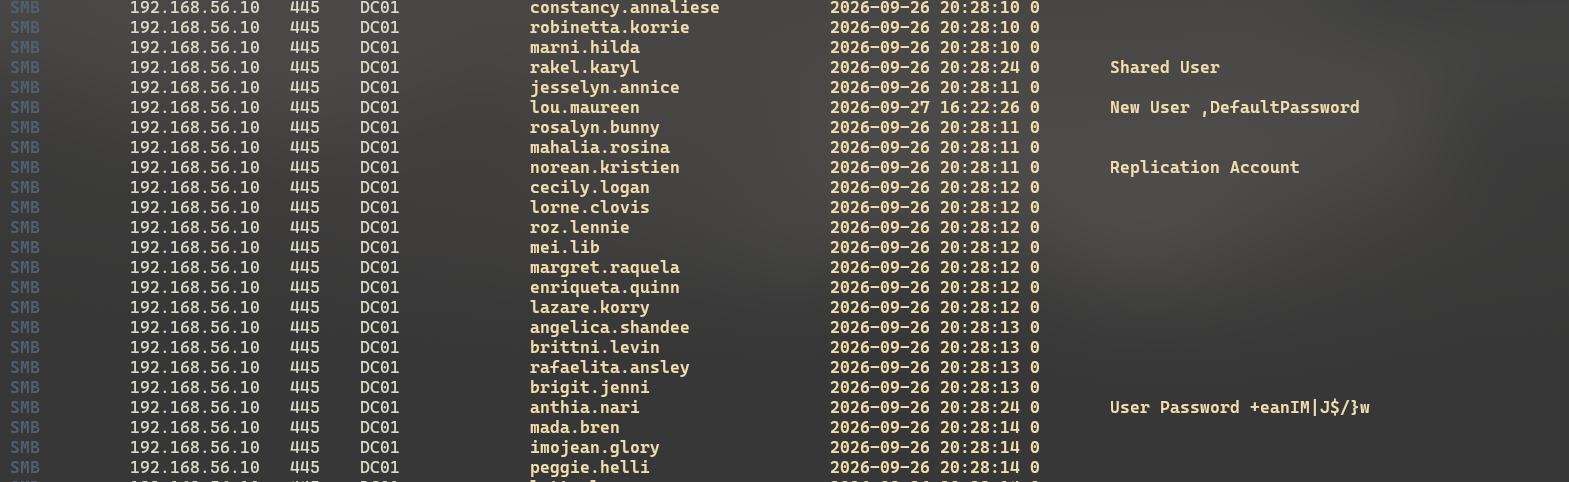 SMB 192.168.56.10 445 DC01 constancy.annaliese 2026-09-26 20:28:10 0
SMB 192.168.56.10 445 DC01 robinetta.korrie 2026-09-26 20:28:10 0
SMB 192.168.56.10 445 DC01 marni.hilda 2026-09-26 20:28:10 0
SMB 192.168.56.10 445 DC01 rakel.karyl 2026-09-26 20:28:24 0 Shared User
SMB 192.168.56.10 445 DC01 jesselyn.annice 2026-09-26 20:28:11 0
SMB 192.168.56.10 445 DC01 lou.maureen 2026-09-27 16:22:26 0 New User ,DefaultPassword
SMB 192.168.56.10 445 DC01 rosalyn.bunny 2026-09-26 20:28:11 0
SMB 192.168.56.10 445 DC01 mahalia.rosina 2026-09-26 20:28:11 0
SMB 192.168.56.10 445 DC01 norean.kristien 2026-09-26 20:28:11 0 Replication Account
SMB 192.168.56.10 445 DC01 cecily.logan 2026-09-26 20:28:12 0
SMB 192.168.56.10 445 DC01 lorne.clovis 2026-09-26 20:28:12 0
SMB 192.168.56.10 445 DC01 roz.lennie 2026-09-26 20:28:12 0
SMB 192.168.56.10 445 DC01 mei.lib 2026-09-26 20:28:12 0
SMB 192.168.56.10 445 DC01 margret.raquela 2026-09-26 20:28:12 0
SMB 192.168.56.10 445 DC01 enriqueta.quinn 2026-09-26 20:28:12 0
SMB 192.168.56.10 445 DC01 lazare.korry 2026-09-26 20:28:12 0
SMB 192.168.56.10 445 DC01 angelica.shandee 2026-09-26 20:28:13 0
SMB 192.168.56.10 445 DC01 brittni.levin 2026-09-26 20:28:13 0
SMB 192.168.56.10 445 DC01 rafaelita.ansley 2026-09-26 20:28:13 0
SMB 192.168.56.10 445 DC01 brigit.jenni 2026-09-26 20:28:13 0
SMB 192.168.56.10 445 DC01 anthia.nari 2026-09-26 20:28:24 0 User Password +eanIM|J$/}w
SMB 192.168.56.10 445 DC01 mada.bren 2026-09-26 20:28:14 0
SMB 192.168.56.10 445 DC01 imojean.glory 2026-09-26 20:28:14 0
SMB 192.168.56.10 445 DC01 peggie.helli 2026-09-26 20:28:14 0